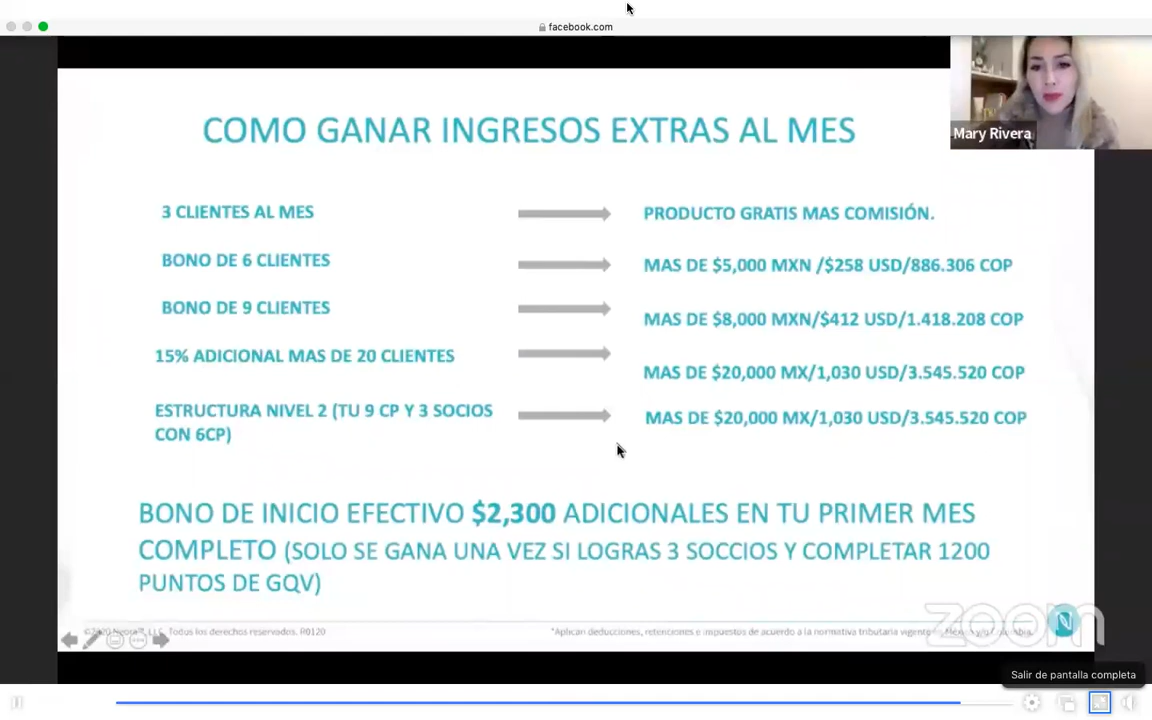 facebook.com
COMO GANAR INGRESOS EXTRAS AL MES
Mary Rivera
3 CLIENTES AL MES
PRODUCTO GRATIS MAS COMISIÓN.
BONO DE 6 CLIENTES
MAS DE $5,000 MXN /$258 USD/886.306 COP
BONO DE 9 CLIENTES
MAS DE $8,000 MXN/$412 USD/1.418.208 COP
15% ADICIONAL MAS DE 20 CLIENTES
MAS DE $20,000 MX/1,030 USD/3.545.520 COP
ESTRUCTURA NIVEL 2 (TU 9 CP Y 3 SOCIOS
CON 6CP)
MAS DE $20,000 MX/1,030 USD/3.545.520 COP
BONO DE INICIO EFECTIVO $2,300 ADICIONALES EN TU PRIMER MES
COMPLETO (SOLO SE GANA UNA VEZ SI LOGRAS 3 SOCCIOS Y COMPLETAR 1200
PUNTOS DE GQV)
©2020 Neora™, LLC. Todos los derechos reservados. R0120
*Aplican deducciones, retenciones e impuestos de acuerdo a la normativa tributaria vigente México y/o Colombia.
zoom
N
Salir de pantalla completa